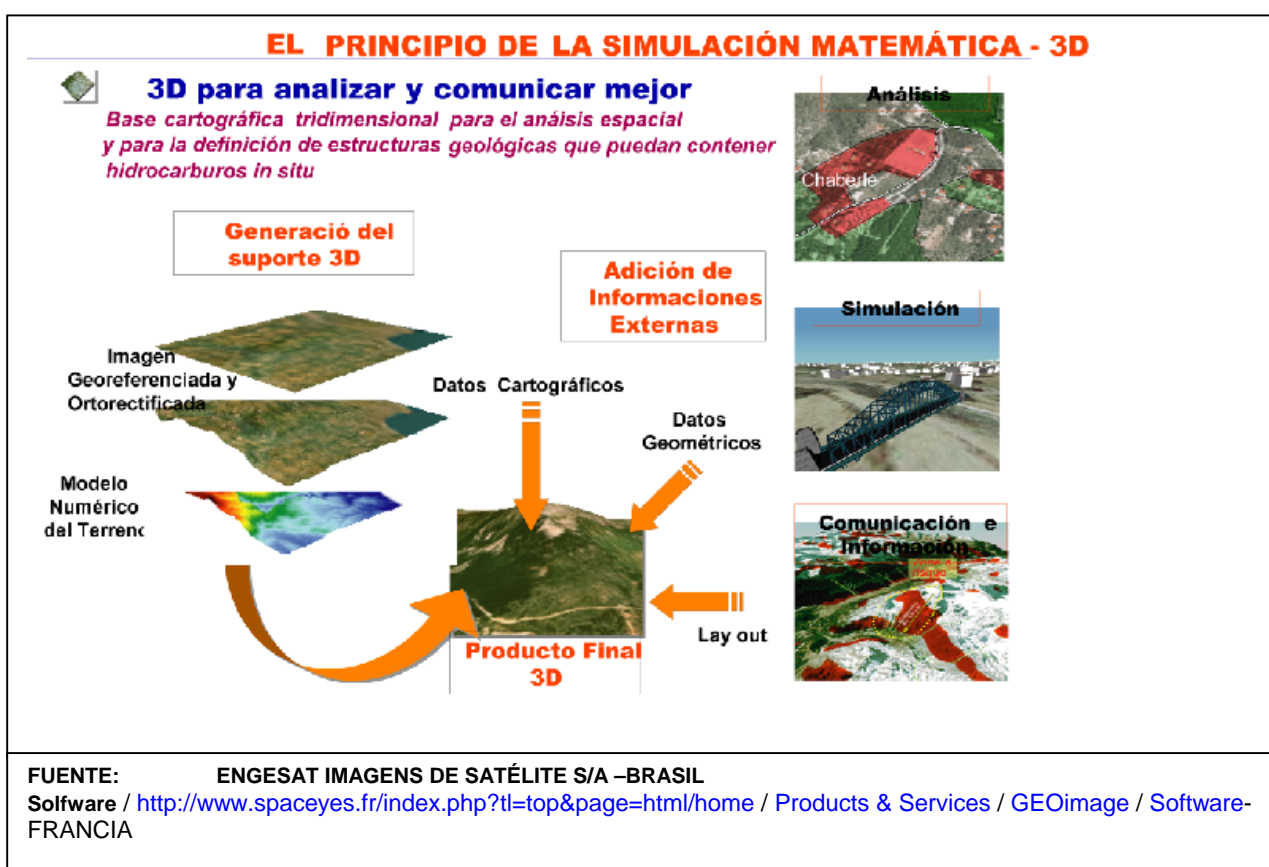 EL PRINCIPIO DE LA SIMULACIÓN MATEMÁTICA - 3D
3D para analizar y comunicar mejor
Base cartográfica tridimensional para el anáisis espacial
y para la definición de estructuras geológicas que puedan contener
hidrocarburos in situ
Generació del
suporte 3D
Imagen
Georeferenciada y
Ortorectificada
Modelo
Numérico
del Terreno
Adición de
Informaciones
Externas
Datos Cartográficos
Datos
Geométricos
Lay out
Producto Final
3D
Análisis
Chaberle
Simulación
Comunicación e
Información
FUENTE: ENGESAT IMAGENS DE SATÉLITE S/A –BRASIL
Solfware / http://www.spaceyes.fr/index.php?tl=top&page=html/home / Products & Services / GEOimage / Software-
FRANCIA